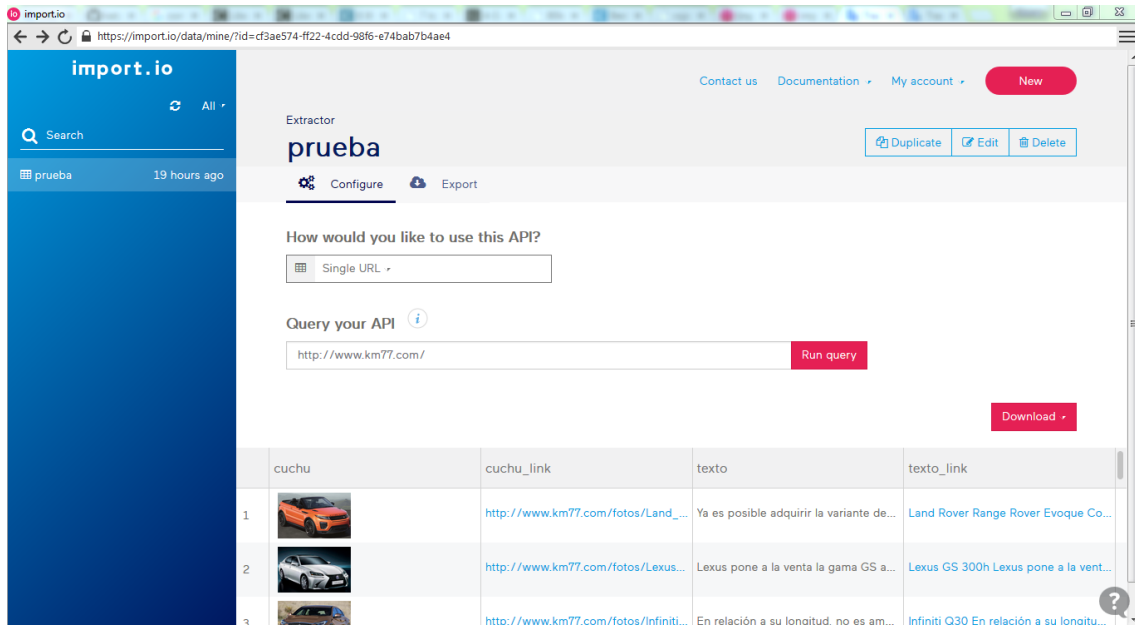 import.io
https://import.io/data/mine/?id=cf3ae574-ff22-4cdd-98f6-e74bab7b4ae4
import.io
Contact us Documentation My account New
All
Search
prueba 19 hours ago
Extractor
prueba
Duplicate Edit Delete
Configure Export
How would you like to use this API?
Single URL
Query your API i
http://www.km77.com/ Run query
Download
cuchu cuchu_link texto texto_link
1 http://www.km77.com/fotos/Land_... Ya es posible adquirir la variante de... Land Rover Range Rover Evoque Co...
2 http://www.km77.com/fotos/Lexus... Lexus pone a la venta la gama GS a... Lexus GS 300h Lexus pone a la vent...
3 http://www.km77.com/fotos/Infiniti... En relación a su longitud, no es am... Infiniti Q30 En relación a su longitu...
?